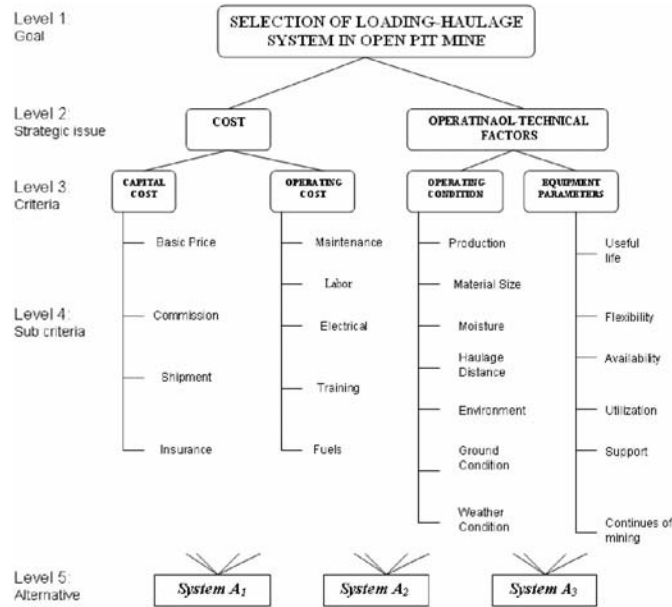 Level 1:
Goal
SELECTION OF LOADING-HAULAGE
SYSTEM IN OPEN PIT MINE
Level 2:
Strategic issue
COST
OPERATINAOL-TECHNICAL
FACTORS
Level 3:
Criteria
CAPITAL
COST
OPERATING
COST
OPERATING
CONDITION
EQUIPMENT
PARAMETERS
Level 4:
Sub criteria
Basic Price
Commission
Shipment
Insurance
Maintenance
Labor
Electrical
Training
Fuels
Production
Material Size
Moisture
Haulage
Distance
Environment
Ground
Condition
Weather
Condition
Useful
life
Flexibility
Availability
Utilization
Support
Continues of
mining
Level 5:
Alternative
System A1
System A2
System A3